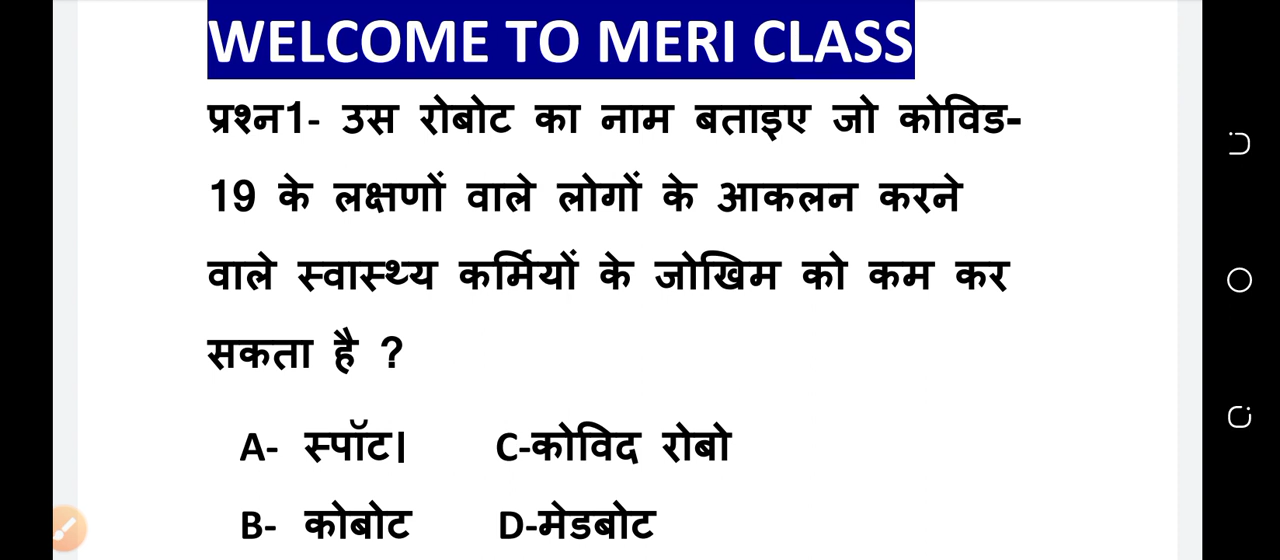 WELCOME TO MERI CLASS
प्रश्न1- उस रोबोट का नाम बताइए जो कोविड-
19 के लक्षणों वाले लोगों के आकलन करने
वाले स्वास्थ्य कर्मियों के जोखिम को कम कर
सकता है ?
A- स्पॉट| C-कोविद रोबो
B- कोबोट D-मेडबोट